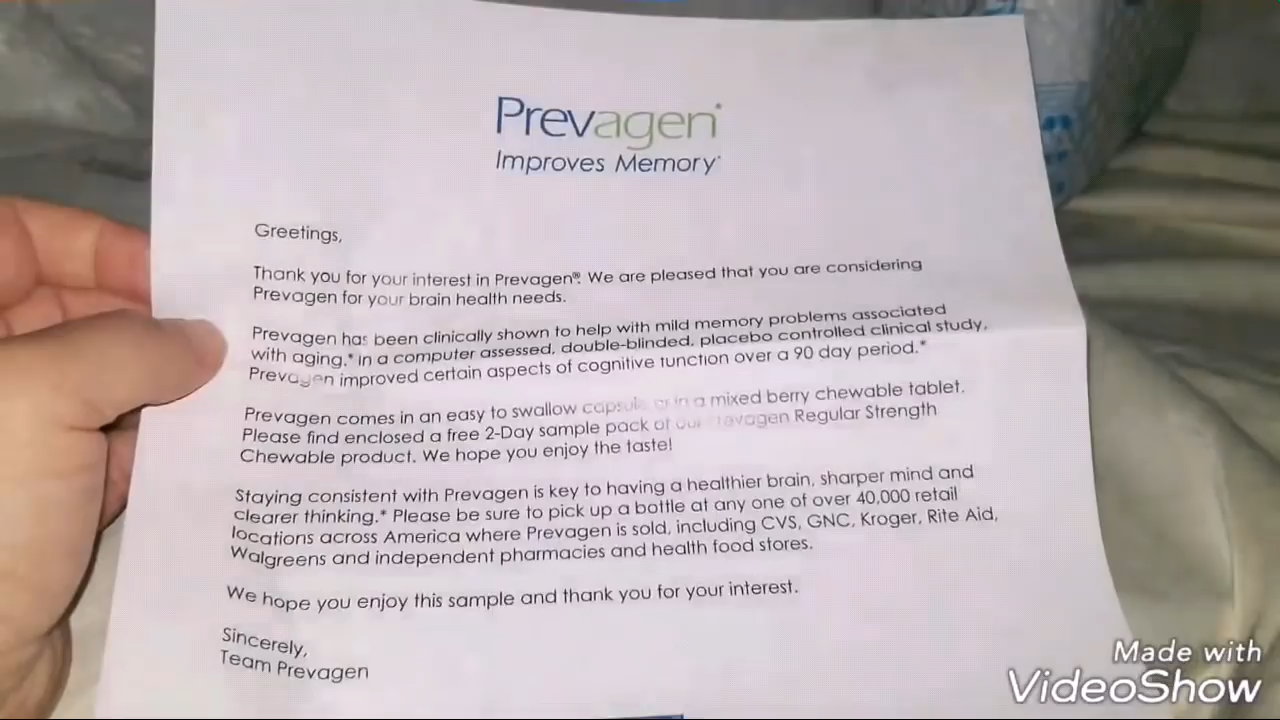 Prevagen*
Improves Memory*
Greetings,
Thank you for your interest in Prevagen®. We are pleased that you are considering
Prevagen for your brain health needs.
Prevagen has been clinically shown to help with mild memory problems associated
with aging.* In a computer assessed, double-blinded, placebo controlled clinical study,
Prevagen improved certain aspects of cognitive function over a 90 day period.*
Prevagen comes in an easy to swallow capsule or in a mixed berry chewable tablet.
Please find enclosed a free 2-Day sample pack of our Prevagen Regular Strength
Chewable product. We hope you enjoy the taste!
Staying consistent with Prevagen is key to having a healthier brain, sharper mind and
clearer thinking.* Please be sure to pick up a bottle at any one of over 40,000 retail
locations across America where Prevagen is sold, including CVS, GNC, Kroger, Rite Aid,
Walgreens and independent pharmacies and health food stores.
We hope you enjoy this sample and thank you for your interest.
Sincerely,
Team Prevagen
Made with
VideoShow